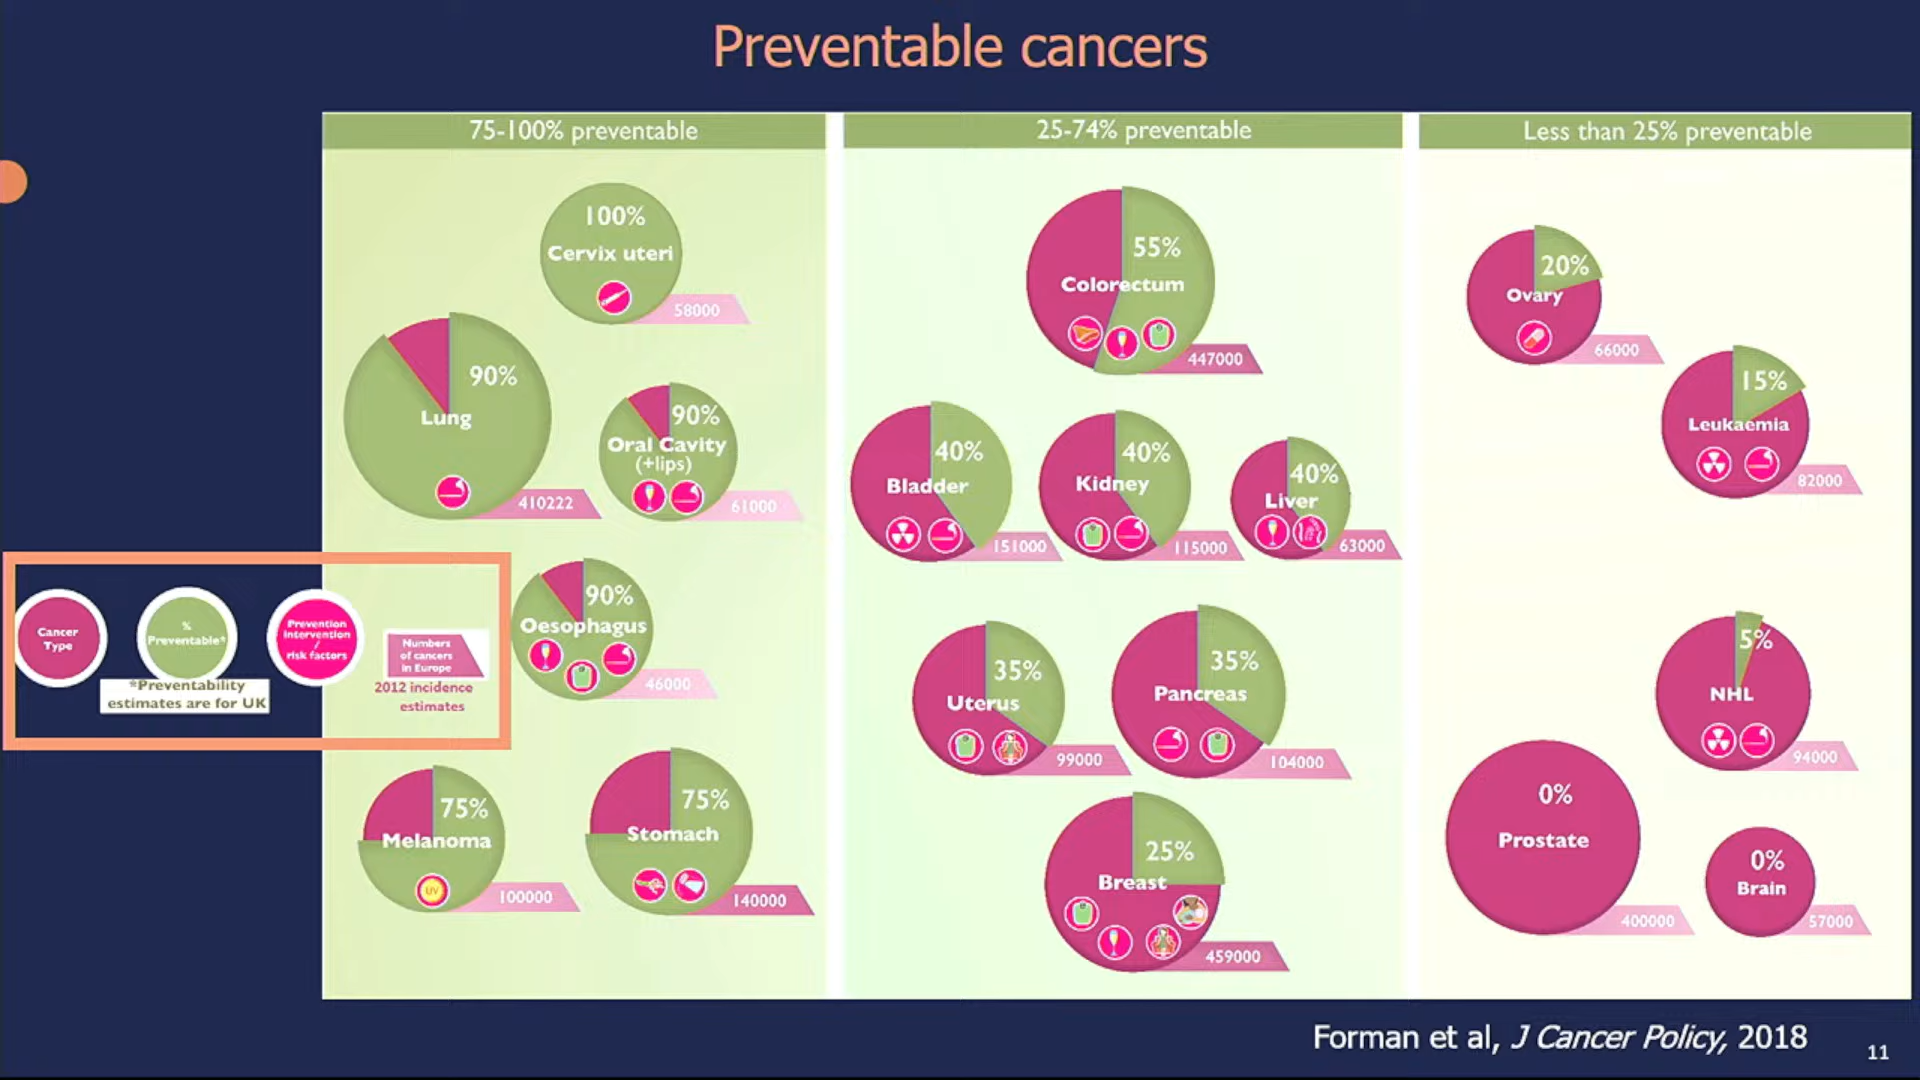 Preventable cancers
75-100% preventable
100%
Cervix uteri
58000
90%
Lung
410222
90%
Oral Cavity
(+lips)
61000
90%
Oesophagus
46000
75%
Melanoma
UV
100000
75%
Stomach
140000
25-74% preventable
55%
Colorectum
447000
40%
Bladder
151000
40%
Kidney
115000
40%
Liver
63000
35%
Uterus
99000
35%
Pancreas
104000
25%
Breast
459000
Less than 25% preventable
20%
Ovary
66000
15%
Leukaemia
82000
5%
NHL
94000
0%
Prostate
400000
0%
Brain
57000
Cancer
Type
%
Preventable*
*Preventability
estimates are for UK
Prevention
Intervention
/
risk factors
Numbers
of cancers
in Europe
2012 incidence
estimates
Forman et al, J Cancer Policy, 2018
11